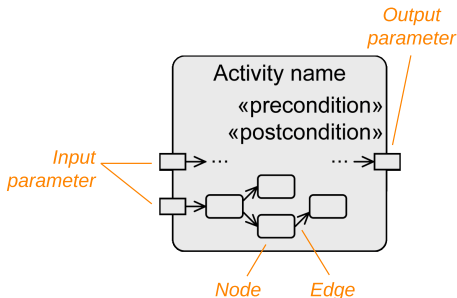 Output
parameter
Activity name
«precondition»
«postcondition»
Input
parameter
...
...
Node
Edge